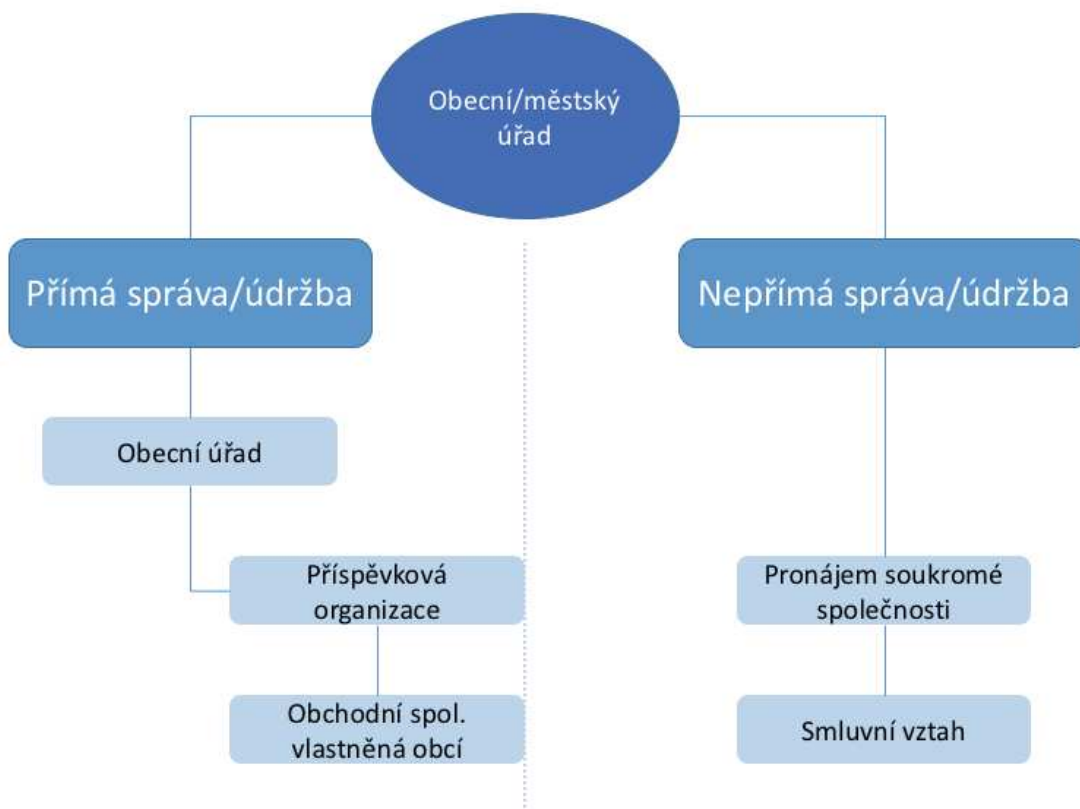 Obecní/městský
úřad
Přímá správa/údržba
Nepřímá správa/údržba
Obecní úřad
Příspěvková
organizace
Pronájem soukromé
společnosti
Obchodní spol.
vlastněná obcí
Smluvní vztah